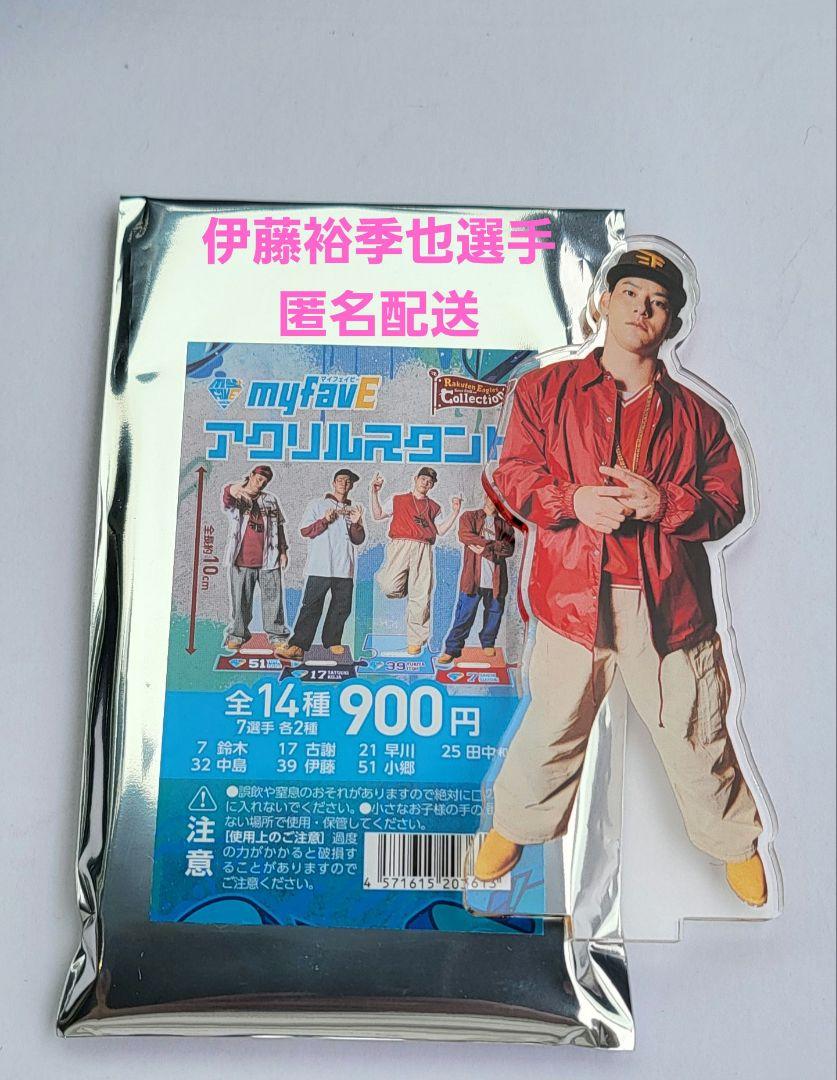 伊藤裕季也選手
匿名配送
マイフェイビー
myfavE
Rakuten Eagles
Collection
アクリルスタント
全長約10cm
51
17 TATSUKI KOJA
39 YUKIYA ITOH
7
全14種 900円
7選手 各2種
7 鈴木 17 古謝 21 早川 25 田中和
32 中島 39 伊藤 51 小郷
注意
●誤飲や窒息のおそれがありますので絶対に口の
に入れないでください。●小さなお子様の手の届
ない場所で使用・保管してください。
【使用上のご注意】過度
の力がかかると破損す
ることがありますので
ご注意ください。
4 571615 203613